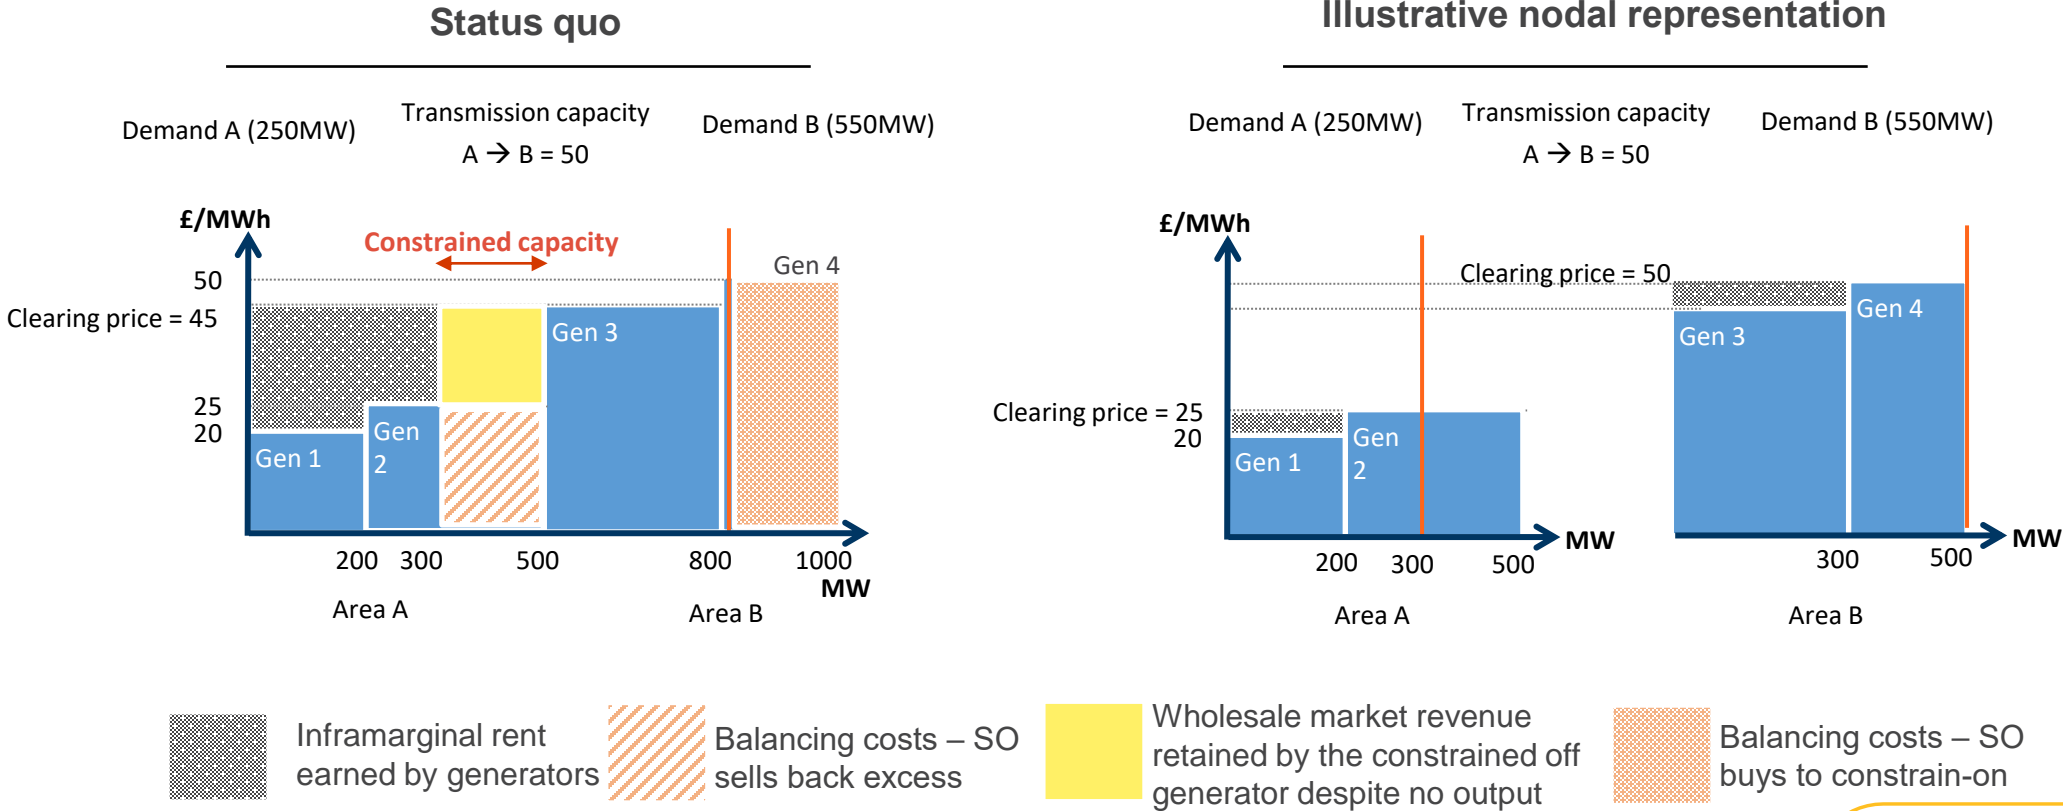 Status quo
Demand A (250MW)
Transmission capacity
A → B = 50
Demand B (550MW)
£/MWh
Constrained capacity
Gen 4
50
Clearing price = 45
25
20
Gen 1
Gen
2
Gen 3
200 300 500 800 1000
MW
Area A
Area B
Illustrative nodal representation
Demand A (250MW)
Transmission capacity
A → B = 50
Demand B (550MW)
£/MWh
Clearing price = 50
Clearing price = 25
20
Gen 1
Gen
2
Gen 3
Gen 4
200 300 500
MW
300 500
MW
Area A
Area B
Inframarginal rent
earned by generators
Balancing costs – SO
sells back excess
Wholesale market revenue
retained by the constrained off
generator despite no output
Balancing costs – SO
buys to constrain-on